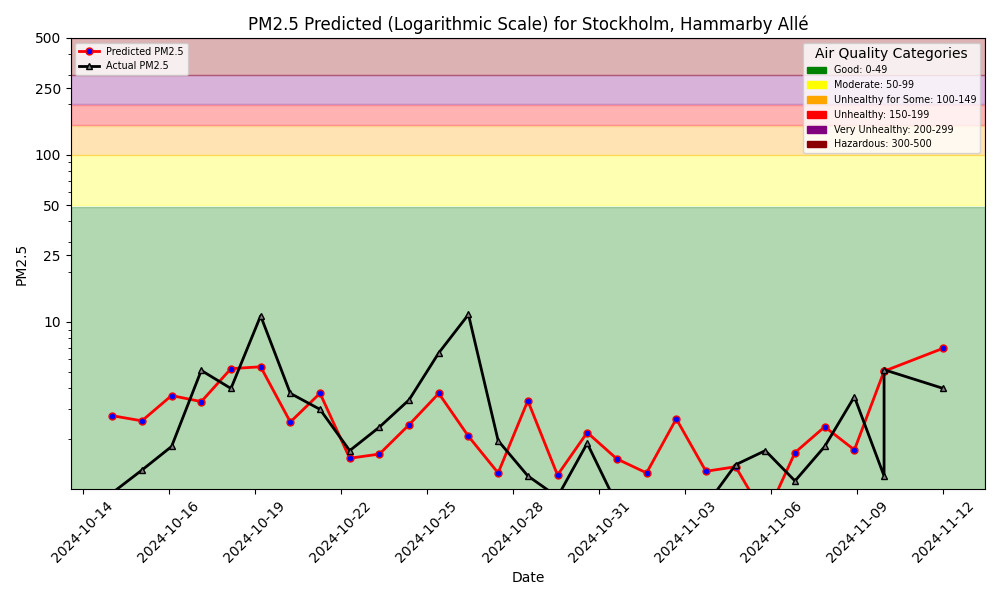 PM2.5 Predicted (Logarithmic Scale) for Stockholm, Hammarby Allé
Predicted PM2.5
Actual PM2.5
Air Quality Categories
Good: 0-49
Moderate: 50-99
Unhealthy for Some: 100-149
Unhealthy: 150-199
Very Unhealthy: 200-299
Hazardous: 300-500
500
250
100
50
25
10
PM2.5
2024-10-14
2024-10-16
2024-10-19
2024-10-22
2024-10-25
2024-10-28
2024-10-31
2024-11-03
2024-11-06
2024-11-09
2024-11-12
Date